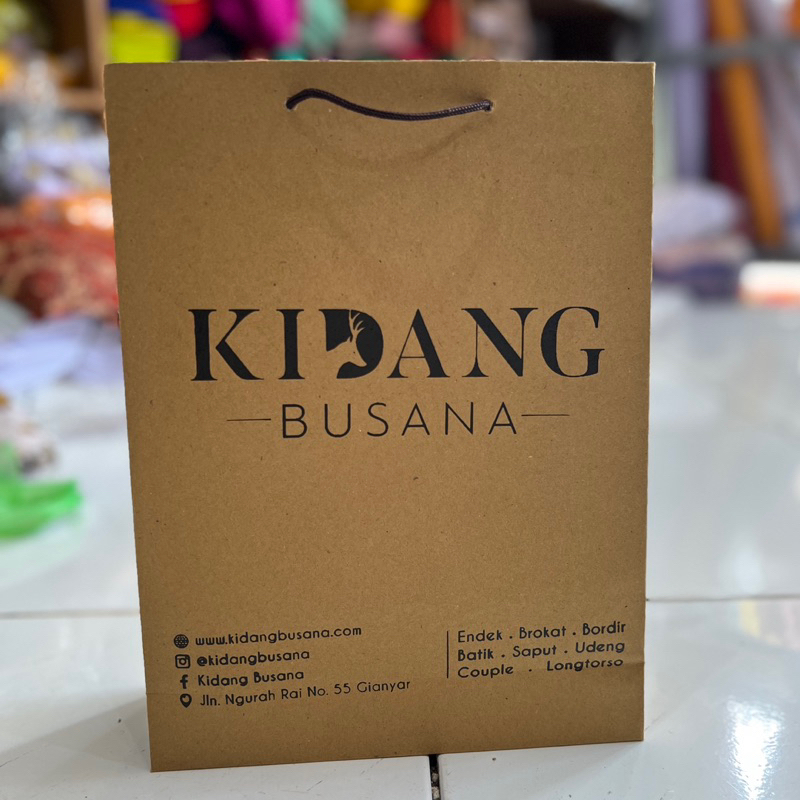 KIDANG
BUSANA
www.kidangbusana.com
@kidangbusana
Kidang Busana
Jln. Ngurah Rai No. 55 Gianyar
Endek . Brokat . Bordir
Batik . Saput . Udeng
Couple . Longtorso